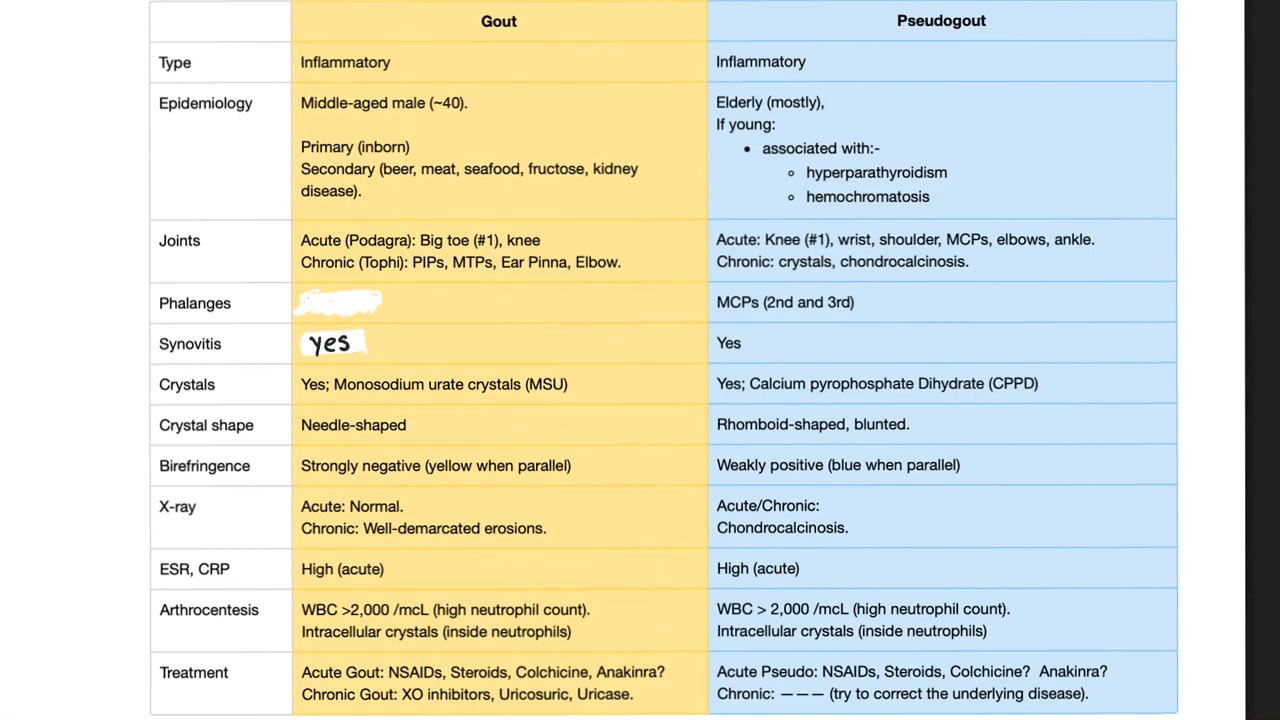 Gout Pseudogout
Type Inflammatory Inflammatory
Epidemiology Middle-aged male (~40). Elderly (mostly),
If young:
Primary (inborn) • associated with:-
Secondary (beer, meat, seafood, fructose, kidney ◦ hyperparathyroidism
disease). ◦ hemochromatosis
Joints Acute (Podagra): Big toe (#1), knee Acute: Knee (#1), wrist, shoulder, MCPs, elbows, ankle.
Chronic (Tophi): PIPs, MTPs, Ear Pinna, Elbow. Chronic: crystals, chondrocalcinosis.
Phalanges MCPs (2nd and 3rd)
Synovitis yes Yes
Crystals Yes; Monosodium urate crystals (MSU) Yes; Calcium pyrophosphate Dihydrate (CPPD)
Crystal shape Needle-shaped Rhomboid-shaped, blunted.
Birefringence Strongly negative (yellow when parallel) Weakly positive (blue when parallel)
X-ray Acute: Normal. Acute/Chronic:
Chronic: Well-demarcated erosions. Chondrocalcinosis.
ESR, CRP High (acute) High (acute)
Arthrocentesis WBC >2,000 /mcL (high neutrophil count). WBC > 2,000 /mcL (high neutrophil count).
Intracellular crystals (inside neutrophils) Intracellular crystals (inside neutrophils)
Treatment Acute Gout: NSAIDs, Steroids, Colchicine, Anakinra? Acute Pseudo: NSAIDs, Steroids, Colchicine? Anakinra?
Chronic Gout: XO inhibitors, Uricosuric, Uricase. Chronic: ——— (try to correct the underlying disease).